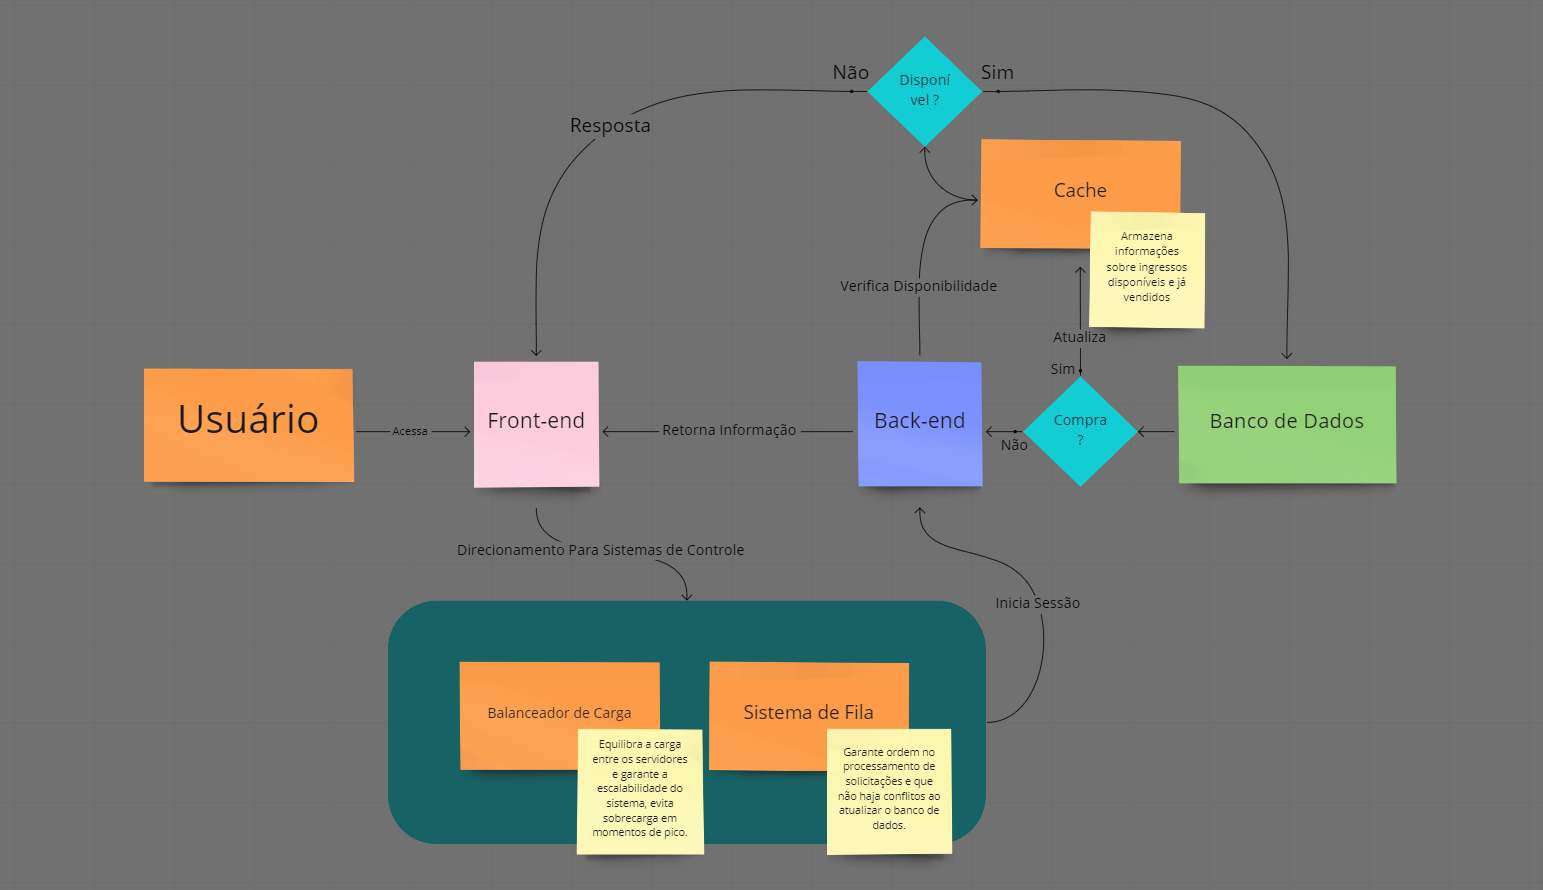 Não
Disponí
vel ?
Sim
Resposta
Cache
Armazena
informações
sobre ingressos
disponíveis e já
vendidos
Verifica Disponibilidade
Atualiza
Sim
Usuário
Acessa
Front-end
Retorna Informação
Back-end
Não
Compra
?
Banco de Dados
Direcionamento Para Sistemas de Controle
Inicia Sessão
Balanceador de Carga
Equilibra a carga
entre os servidores
e garante a
escalabilidade do
sistema, evita
sobrecarga em
momentos de pico.
Sistema de Fila
Garante ordem no
processamento de
solicitações e que
não haja conflitos ao
atualizar o banco de
dados.